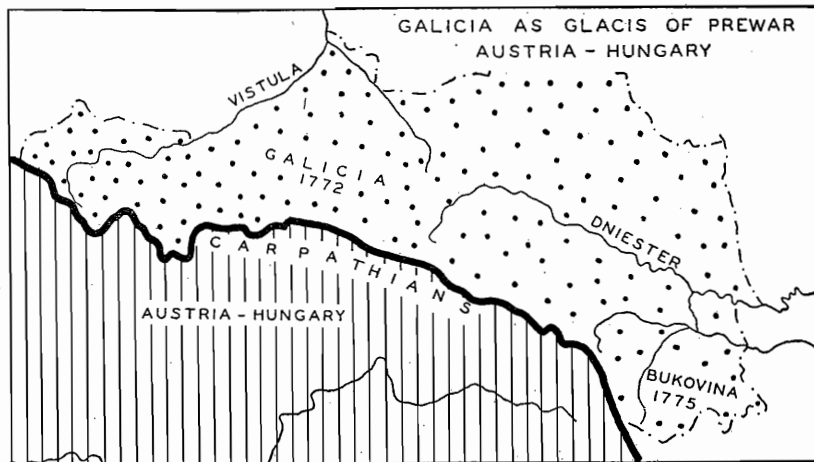 GALICIA AS GLACIS OF PREWAR
AUSTRIA - HUNGARY
VISTULA
GALICIA
1772
DNIESTER
CARPATHIANS
AUSTRIA - HUNGARY
BUKOVINA
1775